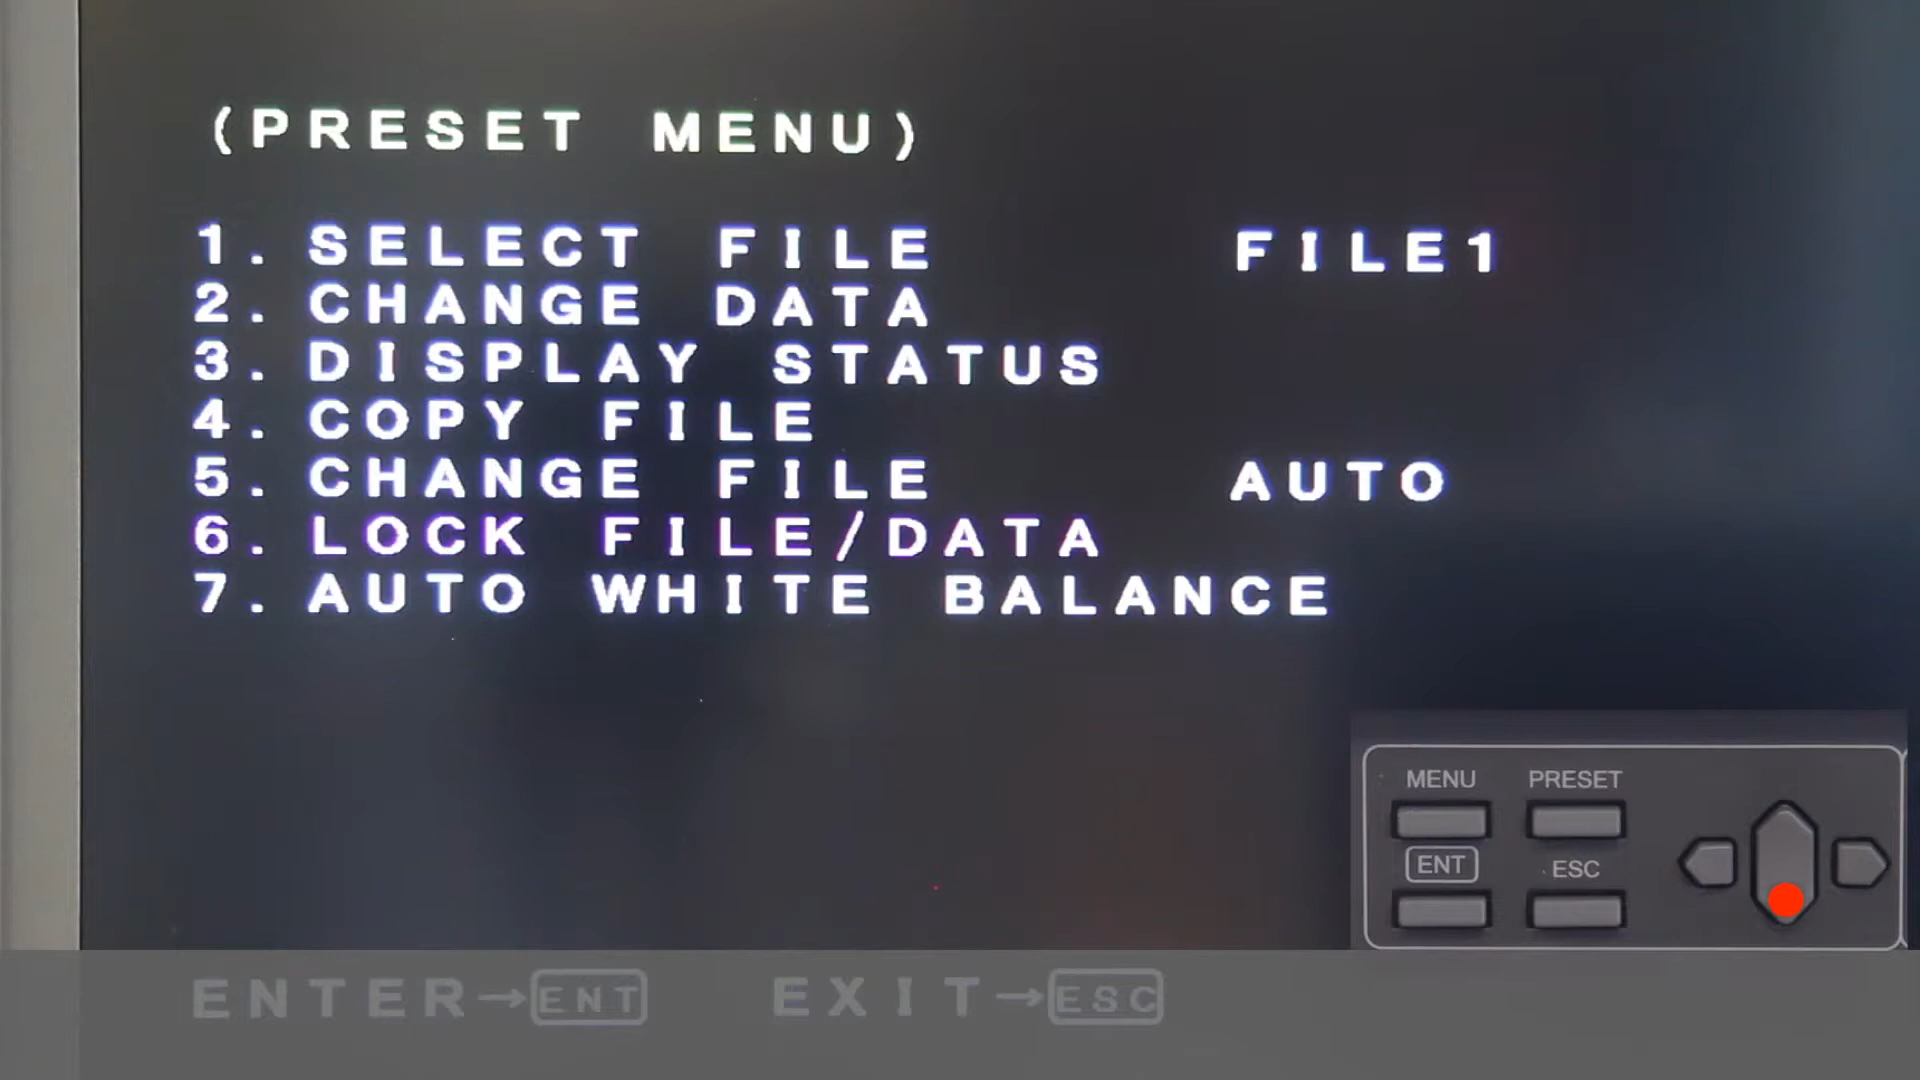 (PRESET MENU)
1. SELECT FILE FILE1
2. CHANGE DATA
3. DISPLAY STATUS
4. COPY FILE
5. CHANGE FILE AUTO
6. LOCK FILE/DATA
7. AUTO WHITE BALANCE
MENU PRESET
ENT ESC
ENTER→ENT EXIT→ESC